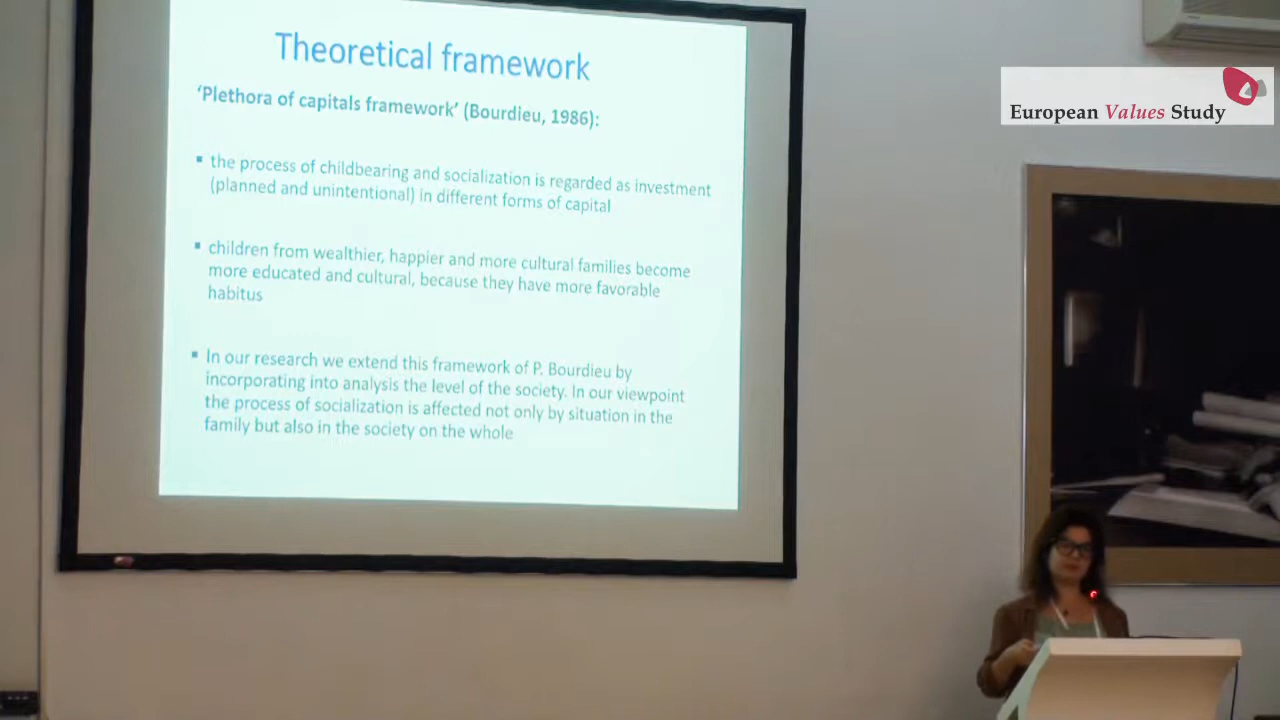 Theoretical framework
‘Plethora of capitals framework’ (Bourdieu, 1986):
▪ the process of childbearing and socialization is regarded as investment
(planned and unintentional) in different forms of capital
▪ children from wealthier, happier and more cultural families become
more educated and cultural, because they have more favorable
habitus
▪ In our research we extend this framework of P. Bourdieu by
incorporating into analysis the level of the society. In our viewpoint
the process of socialization is affected not only by situation in the
family but also in the society on the whole
European Values Study